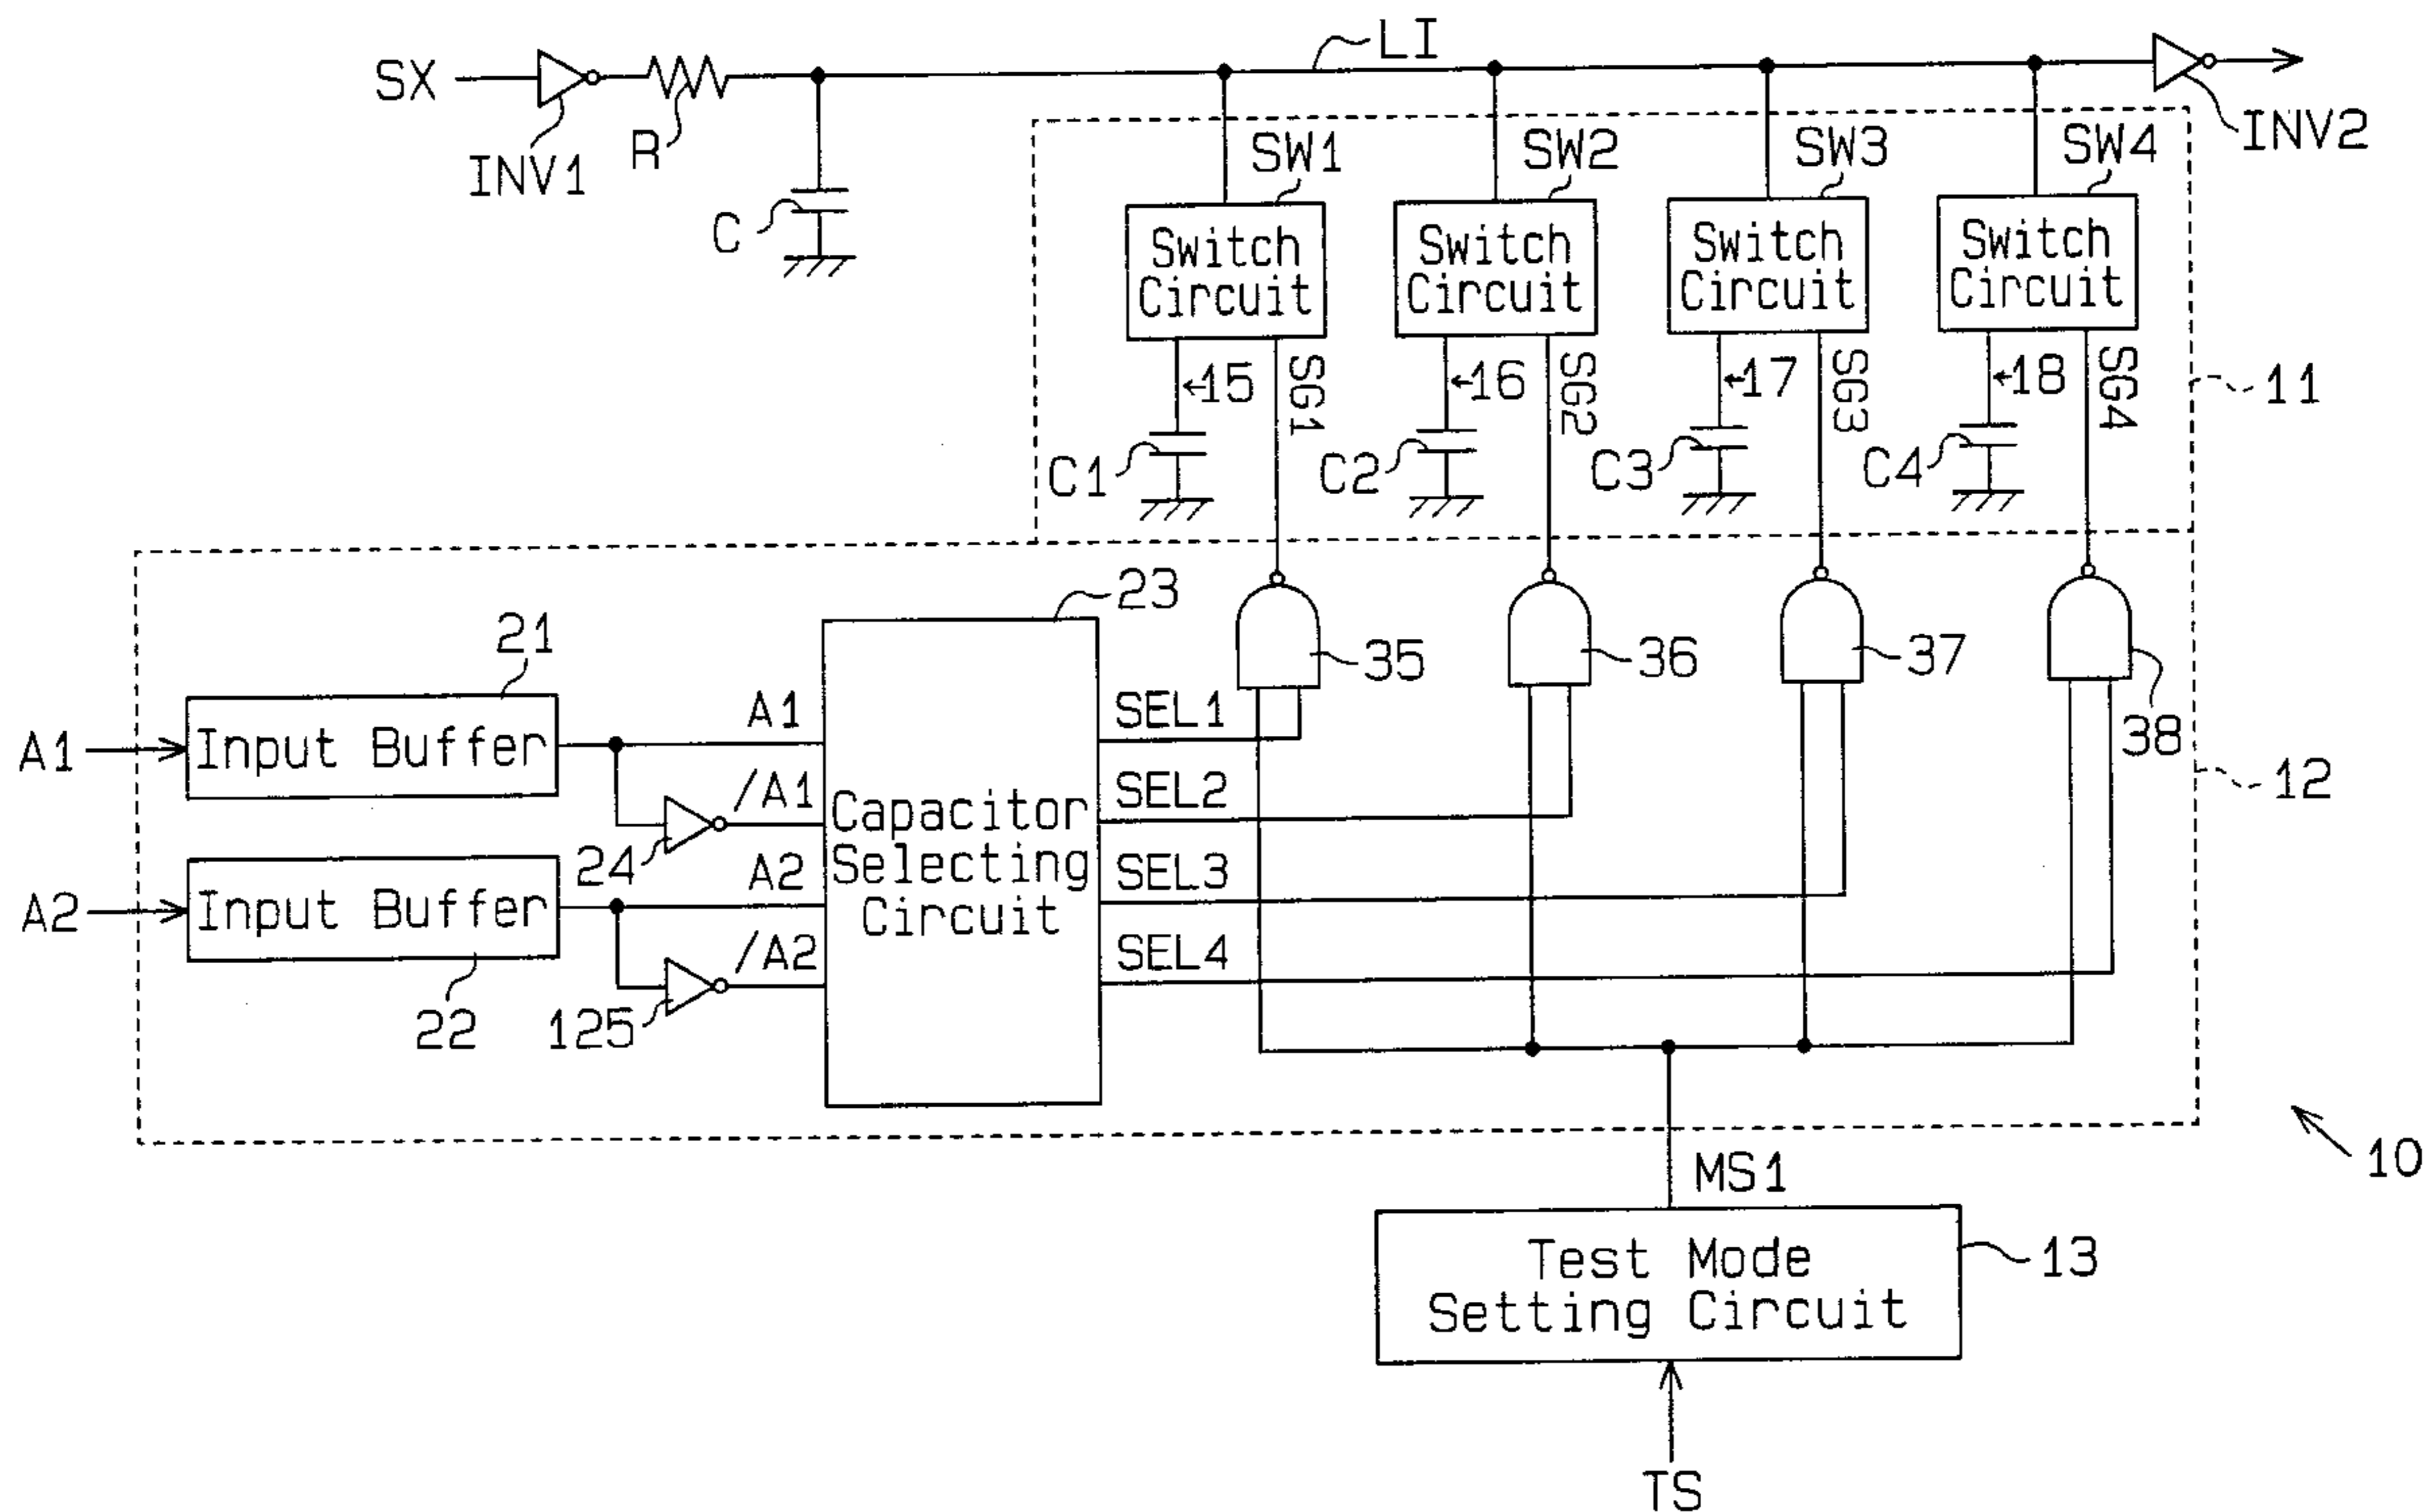 LI
SX
INV1
R
C
INV2
SW1
SW2
SW3
SW4
Switch
Circuit
Switch
Circuit
Switch
Circuit
Switch
Circuit
15
SG1
16
SG2
17
SG3
18
SG4
11
C1
C2
C3
C4
23
21
35
36
37
38
A1
Input Buffer
A1
/A1
24
SEL1
SEL2
SEL3
SEL4
Capacitor
Selecting
Circuit
12
A2
Input Buffer
A2
/A2
22
125
10
MS1
Test Mode
Setting Circuit
13
TS